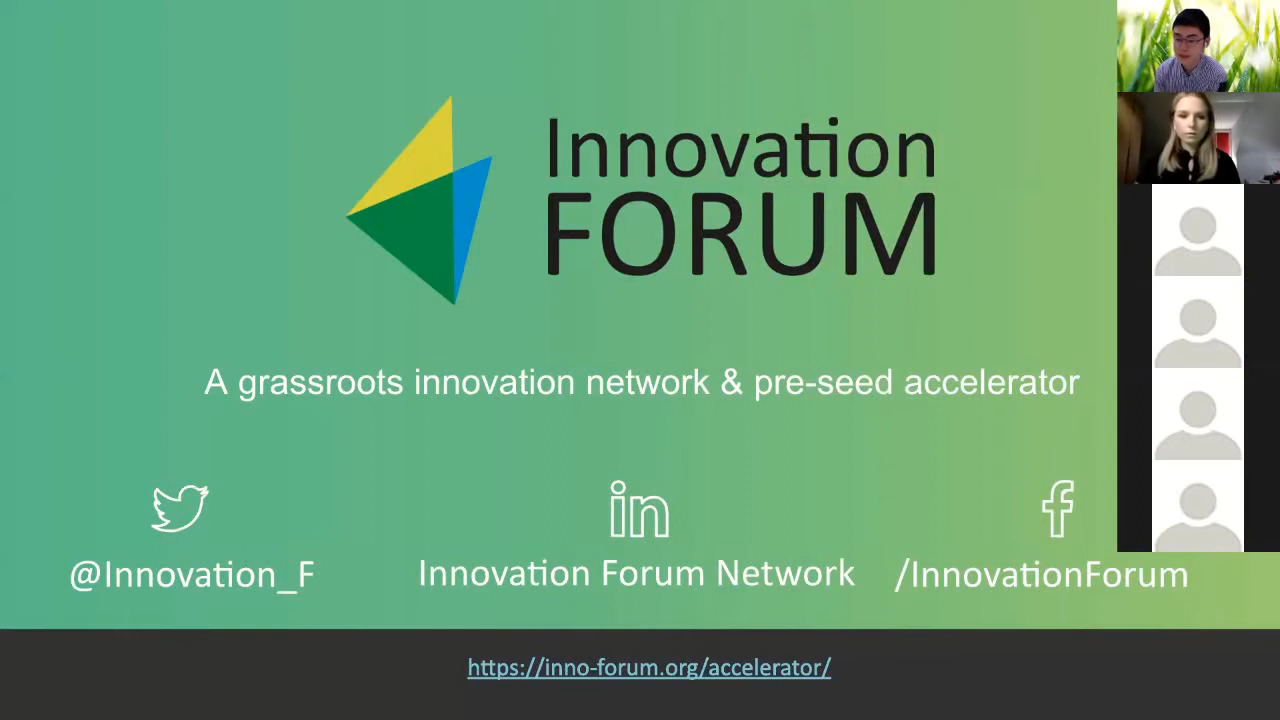 Innovation
FORUM
A grassroots innovation network & pre-seed accelerator
@Innovation_F
Innovation Forum Network
/InnovationForum
https://inno-forum.org/accelerator/